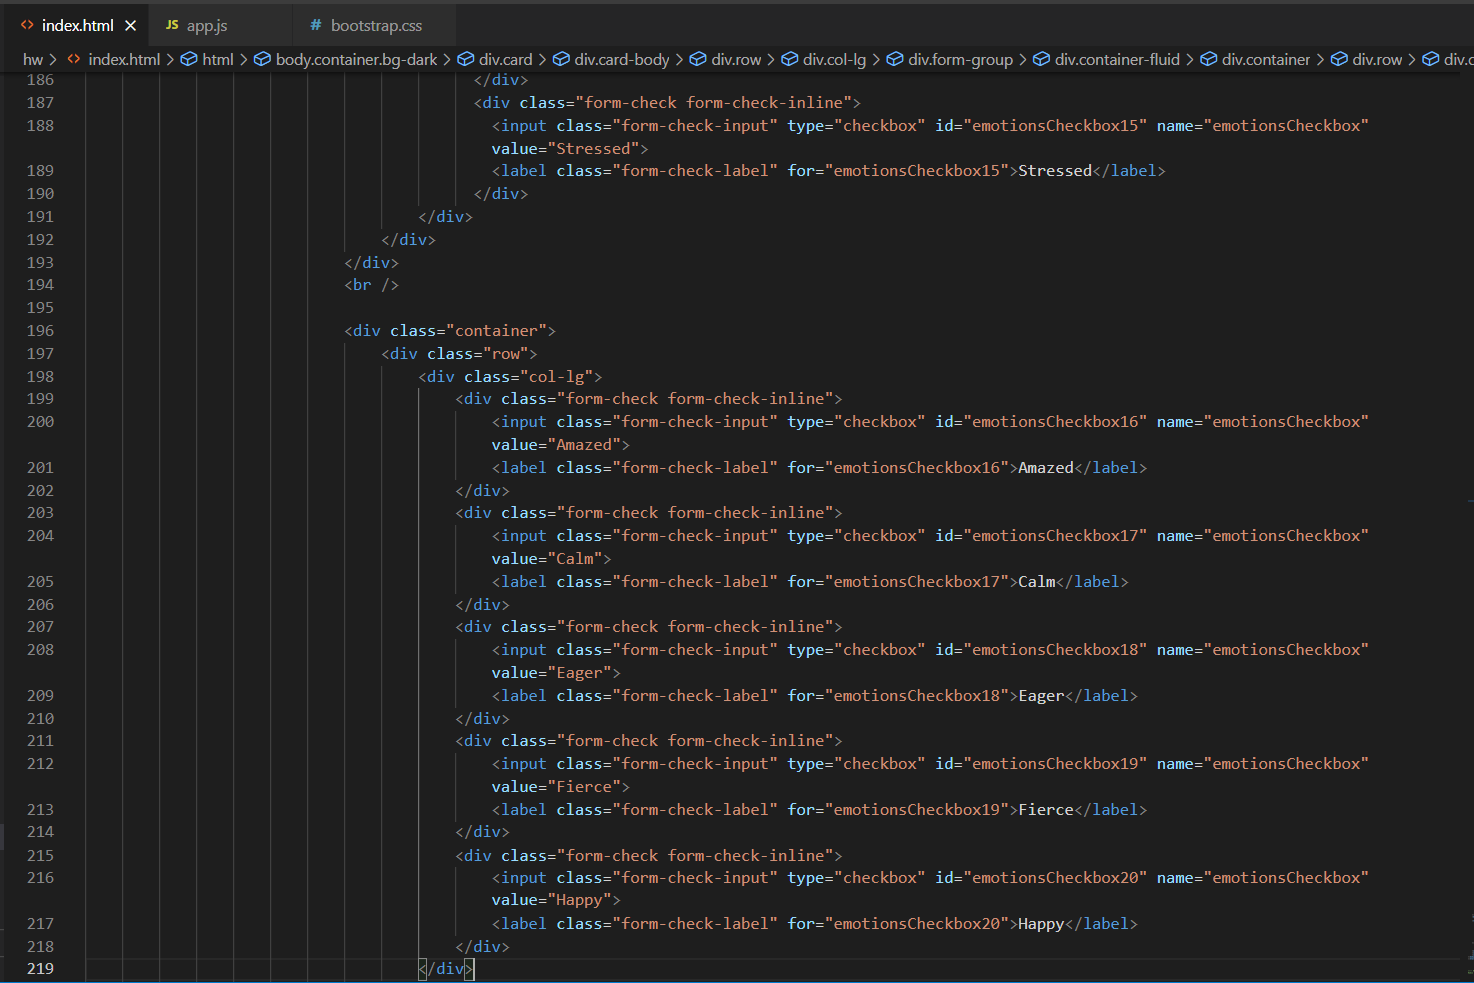 <> index.html × JS app.js # bootstrap.css
hw > <> index.html > html > body.container.bg-dark > div.card > div.card-body > div.row > div.col-lg > div.form-group > div.container-fluid > div.container > div.row > div.c
186 </div>
187 <div class="form-check form-check-inline">
188 <input class="form-check-input" type="checkbox" id="emotionsCheckbox15" name="emotionsCheckbox"
value="Stressed">
189 <label class="form-check-label" for="emotionsCheckbox15">Stressed</label>
190 </div>
191 </div>
192 </div>
193 </div>
194 <br />
195
196 <div class="container">
197 <div class="row">
198 <div class="col-lg">
199 <div class="form-check form-check-inline">
200 <input class="form-check-input" type="checkbox" id="emotionsCheckbox16" name="emotionsCheckbox"
value="Amazed">
201 <label class="form-check-label" for="emotionsCheckbox16">Amazed</label>
202 </div>
203 <div class="form-check form-check-inline">
204 <input class="form-check-input" type="checkbox" id="emotionsCheckbox17" name="emotionsCheckbox"
value="Calm">
205 <label class="form-check-label" for="emotionsCheckbox17">Calm</label>
206 </div>
207 <div class="form-check form-check-inline">
208 <input class="form-check-input" type="checkbox" id="emotionsCheckbox18" name="emotionsCheckbox"
value="Eager">
209 <label class="form-check-label" for="emotionsCheckbox18">Eager</label>
210 </div>
211 <div class="form-check form-check-inline">
212 <input class="form-check-input" type="checkbox" id="emotionsCheckbox19" name="emotionsCheckbox"
value="Fierce">
213 <label class="form-check-label" for="emotionsCheckbox19">Fierce</label>
214 </div>
215 <div class="form-check form-check-inline">
216 <input class="form-check-input" type="checkbox" id="emotionsCheckbox20" name="emotionsCheckbox"
value="Happy">
217 <label class="form-check-label" for="emotionsCheckbox20">Happy</label>
218 </div>
219 </div>